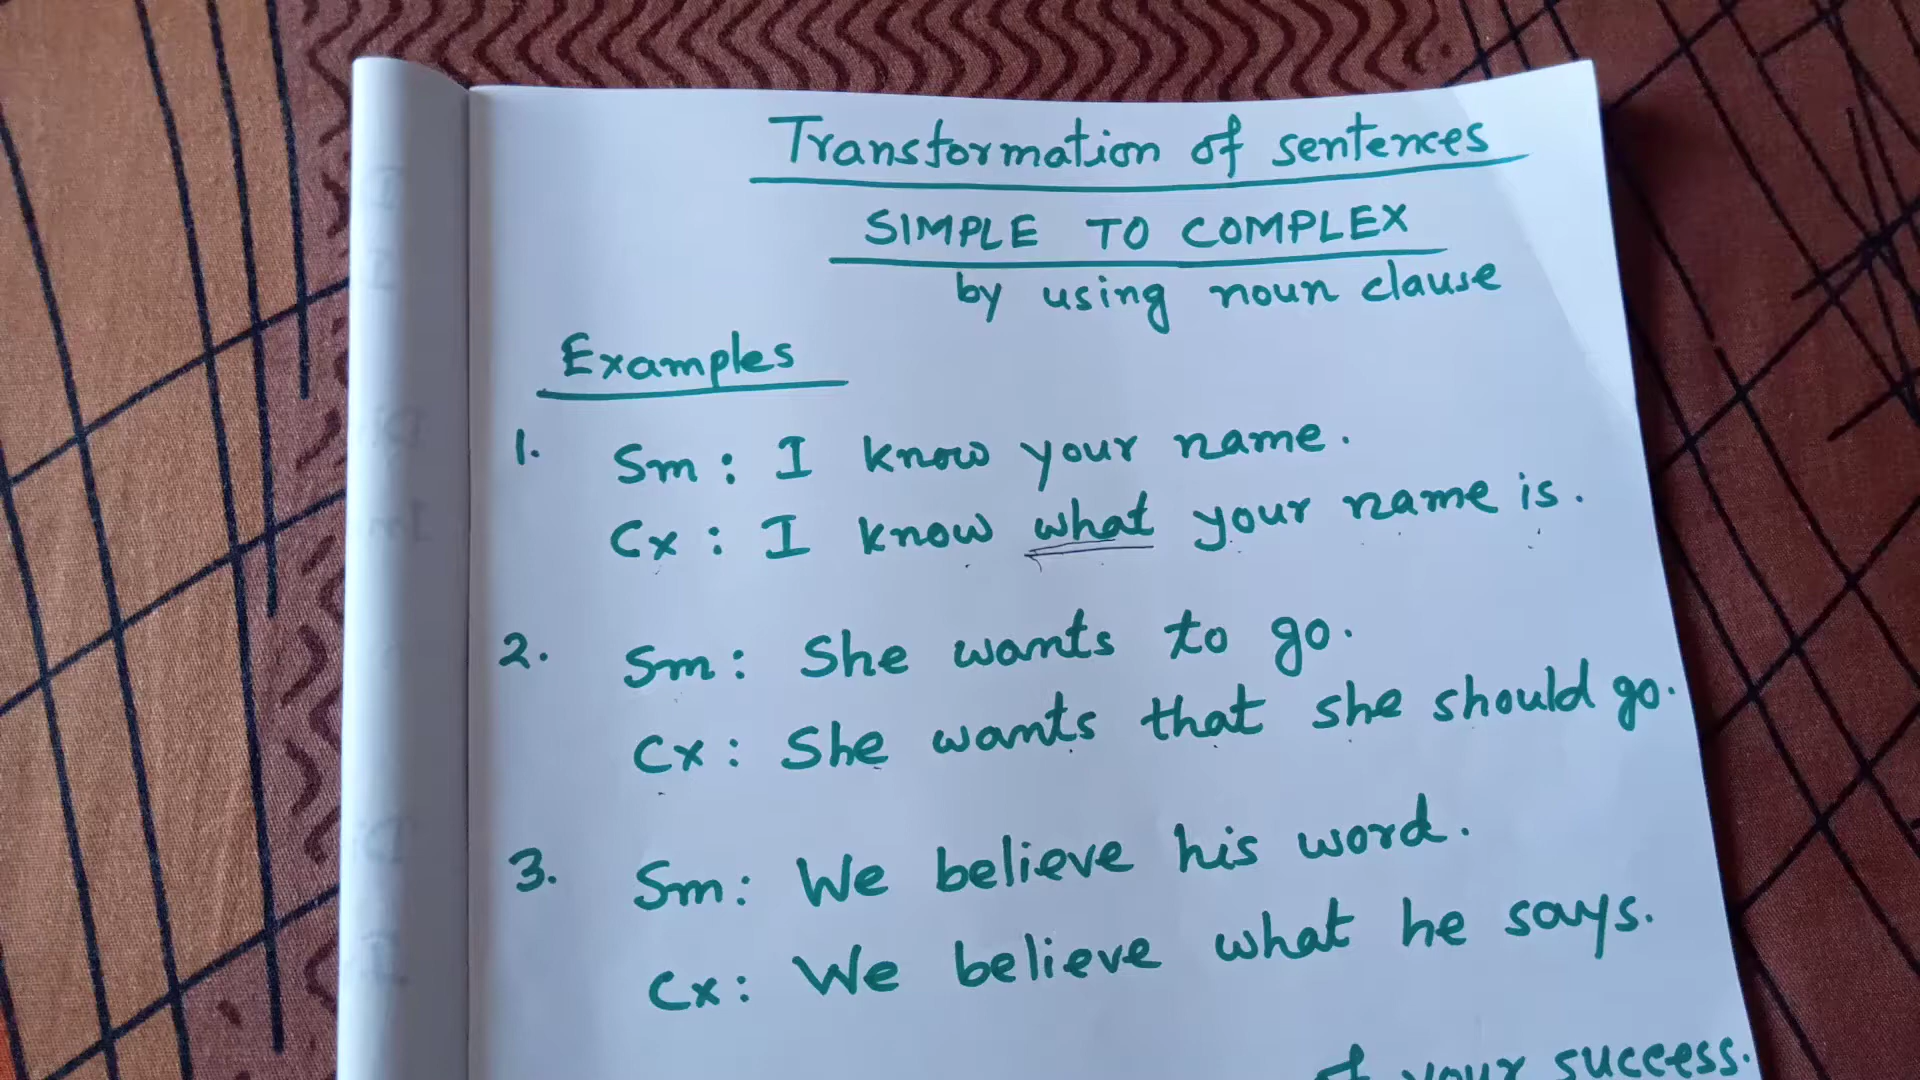 Transformation of sentences
SIMPLE TO COMPLEX
by using noun clause
Examples
1. Sm : I know your name.
Cx : I know what your name is.
2. Sm : She wants to go.
Cx : She wants that she should go.
3. Sm : We believe his word.
Cx : We believe what he says.
of your success.